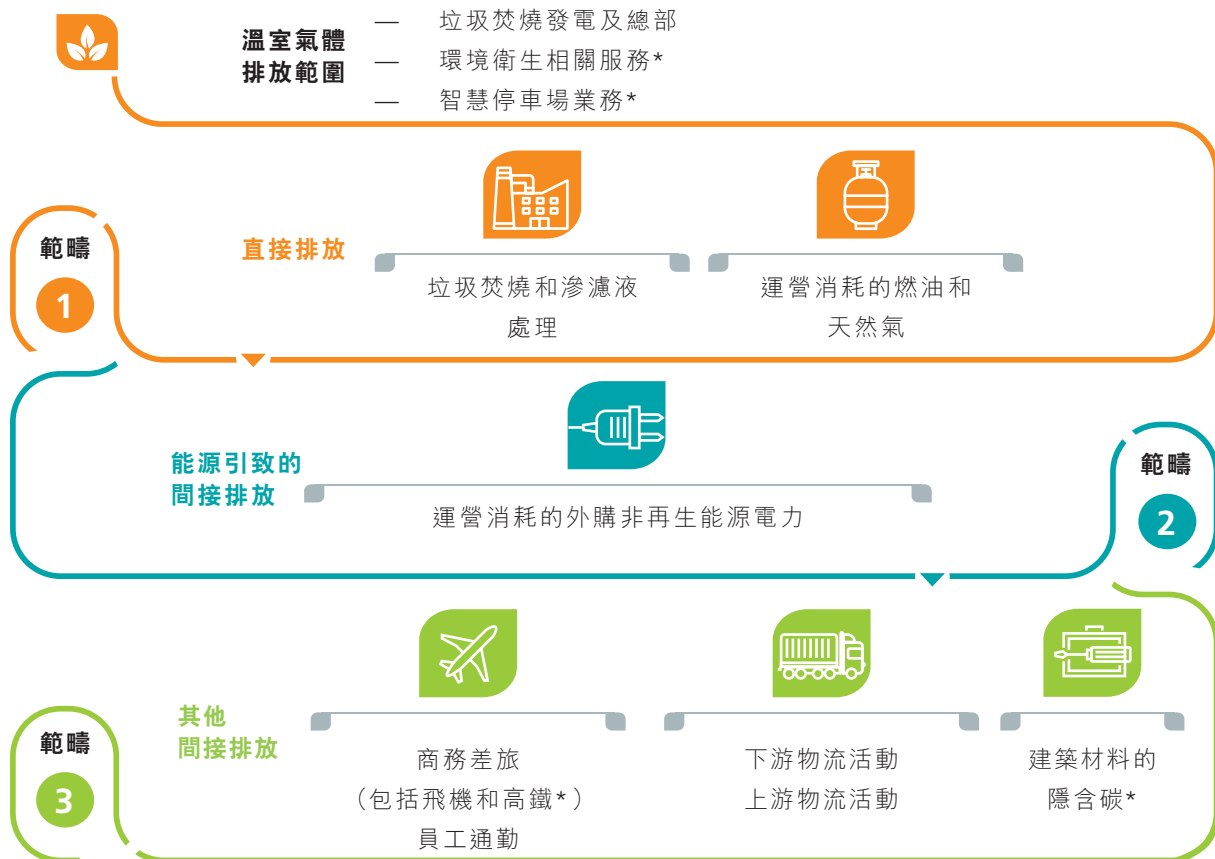 溫室氣體
排放範圍
— 垃圾焚燒發電及總部
— 環境衛生相關服務*
— 智慧停車場業務*
範疇
1
直接排放
垃圾焚燒和滲濾液
處理
運營消耗的燃油和
天然氣
範疇
2
能源引致的
間接排放
運營消耗的外購非再生能源電力
範疇
3
其他
間接排放
商務差旅
（包括飛機和高鐵*）
員工通勤
下游物流活動
上游物流活動
建築材料的
隱含碳*